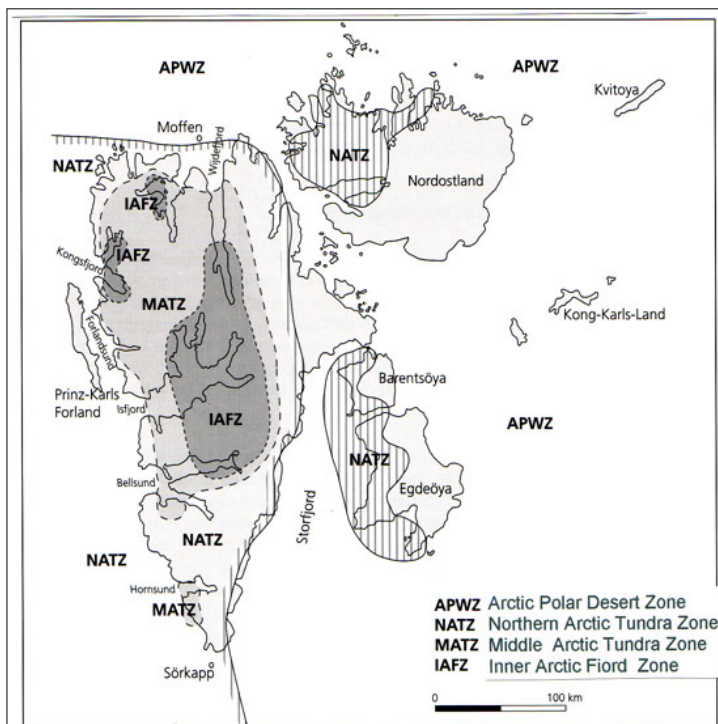 APWZ
APWZ
Kvitoya
Moffen
Wijdefjord
NATZ
NATZ
Nordostland
IAFZ
IAFZ
Kongsfjord
MATZ
Kong-Karls-Land
Forlandsund
Barentsöya
Prinz-Karls
Forland
Isfjord
IAFZ
APWZ
NATZ
Bellsund
Egdeöya
Storfjord
NATZ
NATZ
Hornsund
MATZ
Sörkapp
APWZ Arctic Polar Desert Zone
NATZ Northern Arctic Tundra Zone
MATZ Middle Arctic Tundra Zone
IAFZ Inner Arctic Fiord Zone
0 100 km